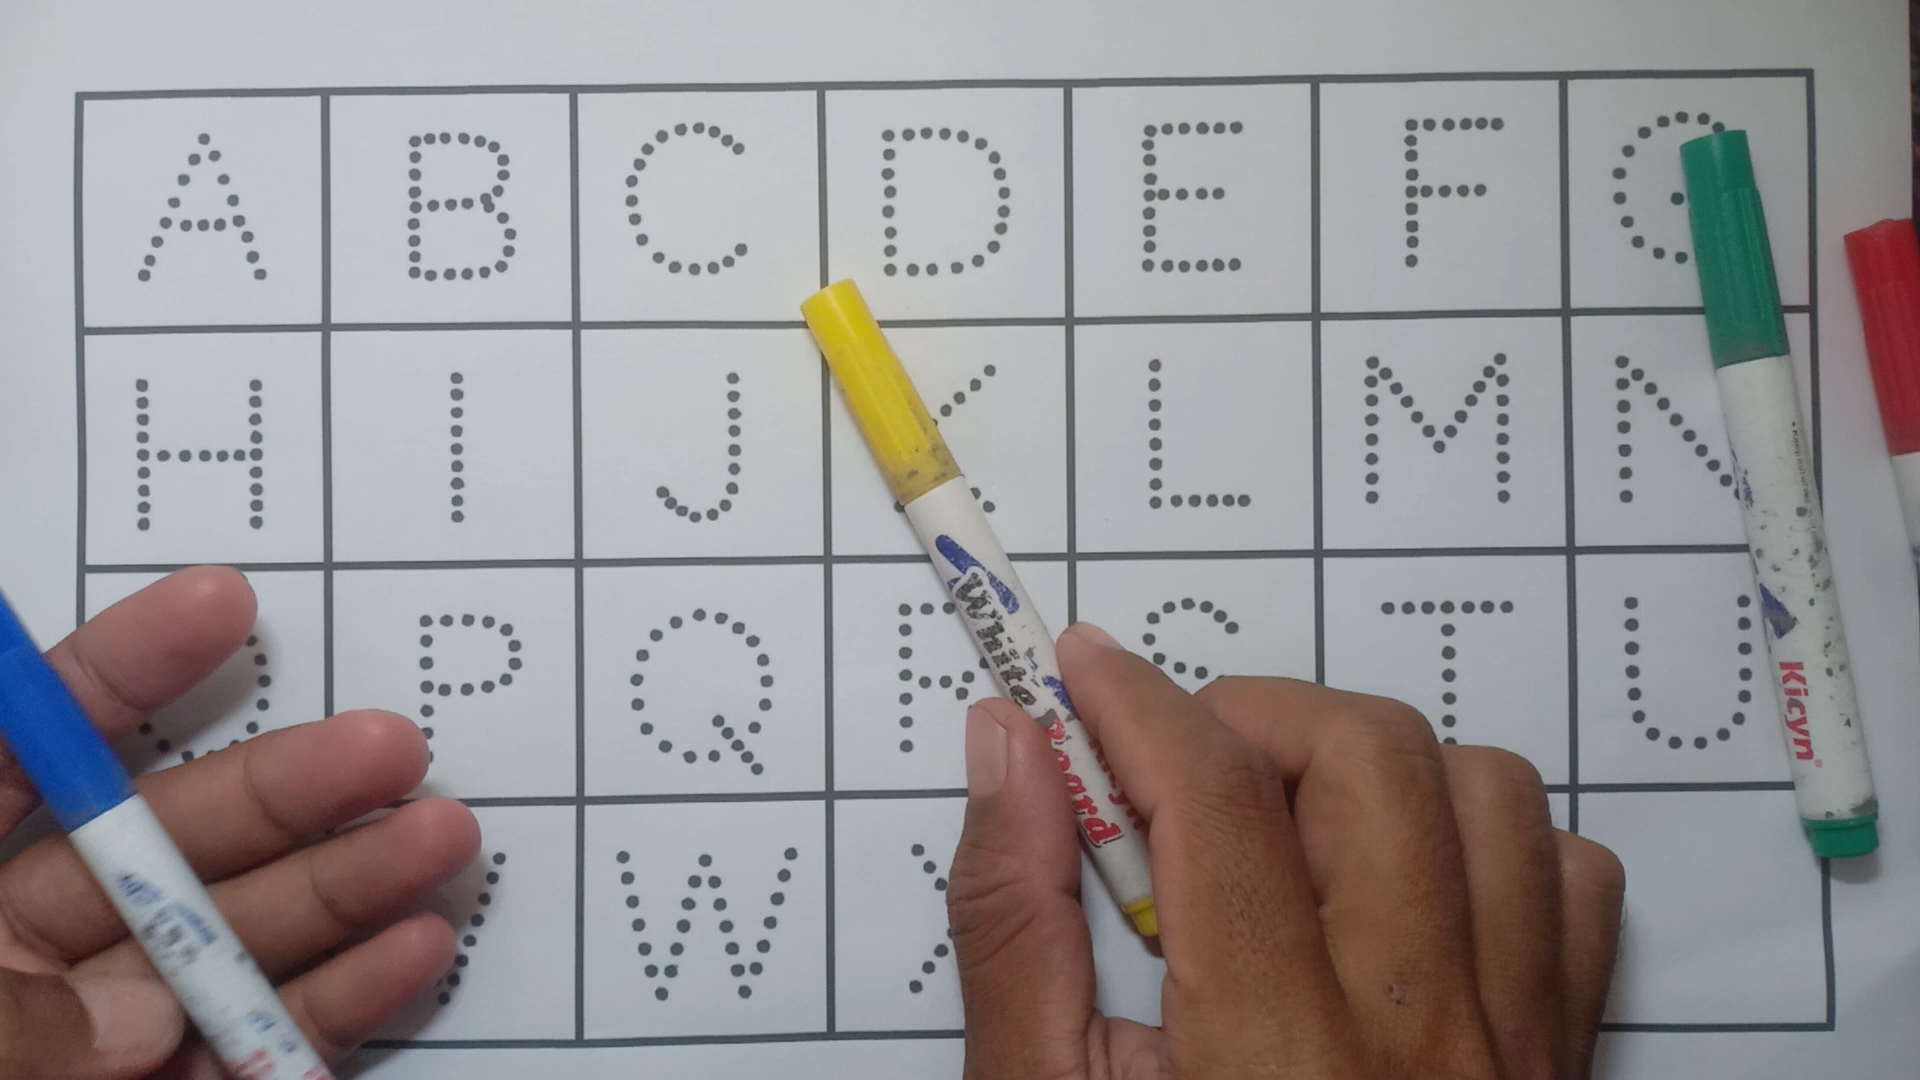 A B C D E F G
H I J K L M N
O P Q R S T U
W X
White Board
Kicyn